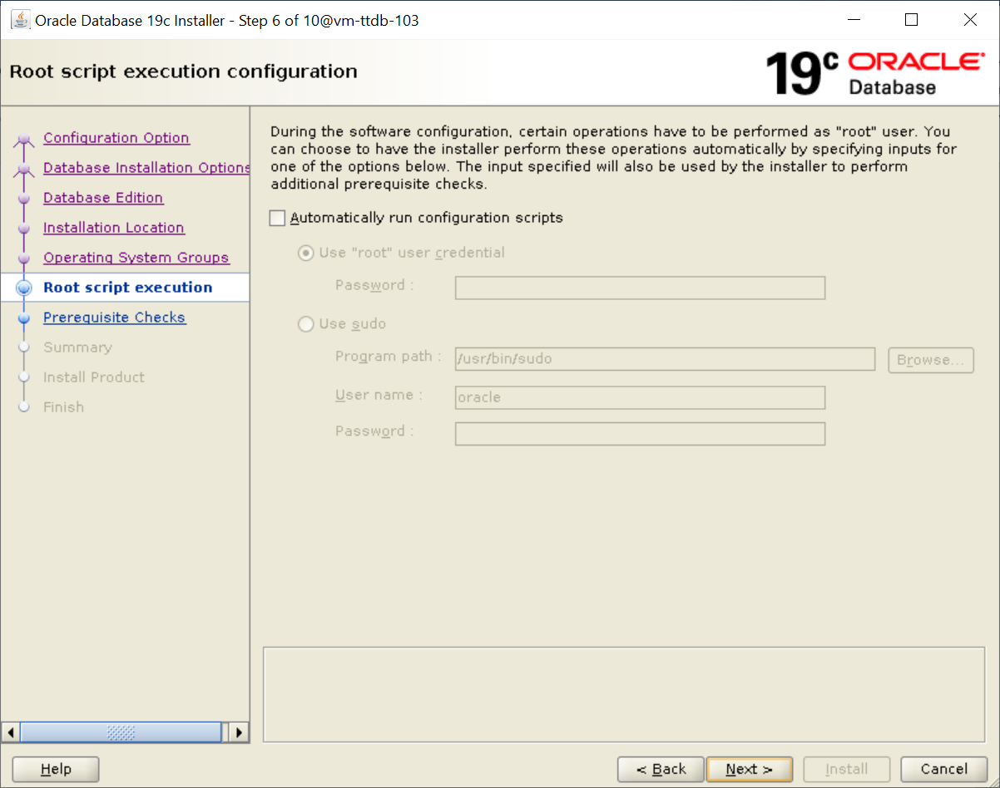 Oracle Database 19c Installer - Step 6 of 10@vm-ttdb-103
Root script execution configuration
19c ORACLE
Database
Configuration Option
Database Installation Options
Database Edition
Installation Location
Operating System Groups
Root script execution
Prerequisite Checks
Summary
Install Product
Finish
During the software configuration, certain operations have to be performed as "root" user. You
can choose to have the installer perform these operations automatically by specifying inputs for
one of the options below. The input specified will also be used by the installer to perform
additional prerequisite checks.
Automatically run configuration scripts
Use "root" user credential
Password :
Use sudo
Program path : /usr/bin/sudo Browse...
User name : oracle
Password :
Help < Back Next > Install Cancel